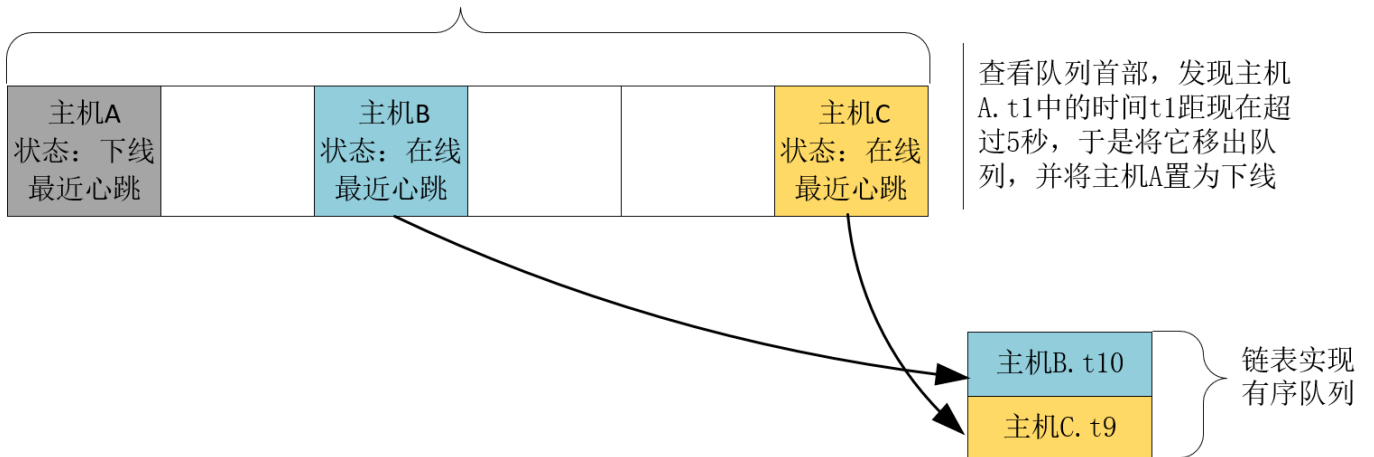 主机A
状态：下线
最近心跳
主机B
状态：在线
最近心跳
主机C
状态：在线
最近心跳
查看队列首部，发现主机
A.t1中的时间t1距现在超
过5秒，于是将它移出队
列，并将主机A置为下线
主机B.t10
主机C.t9
链表实现
有序队列